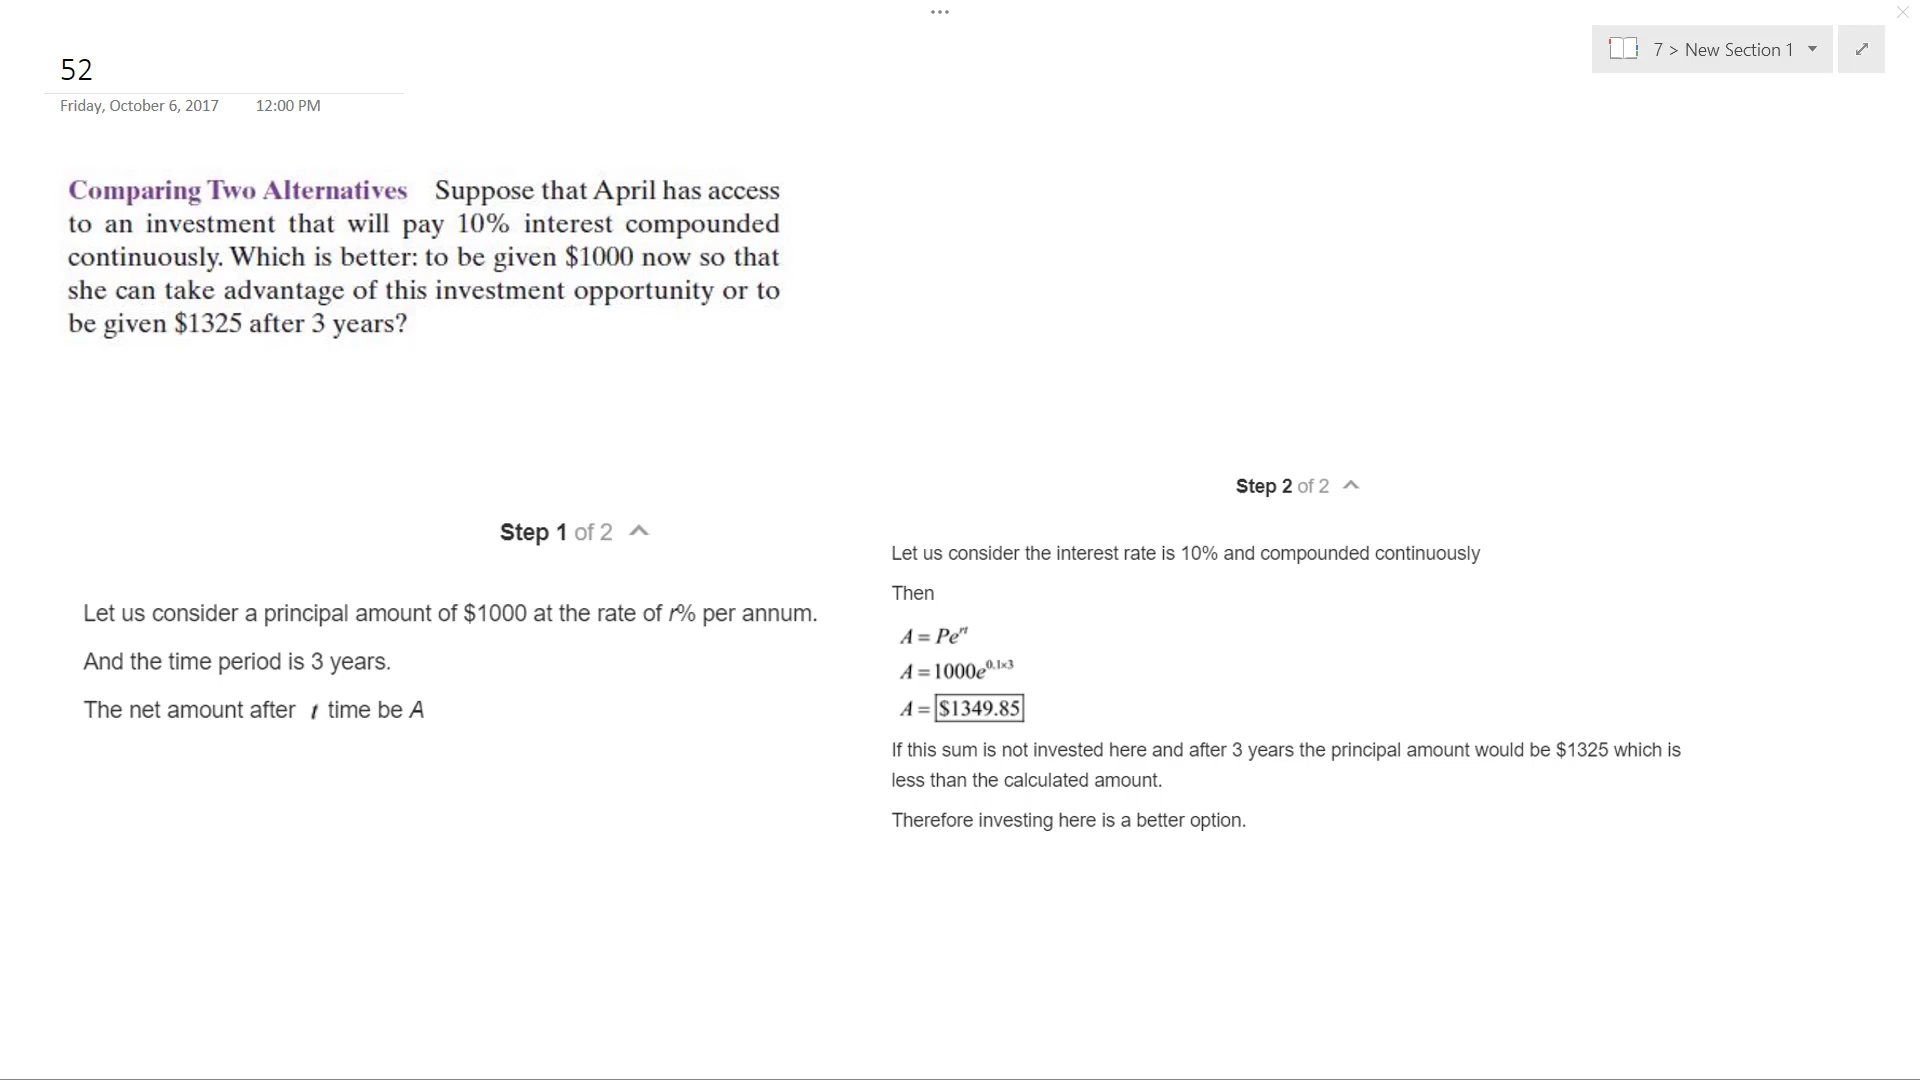 ...
7 > New Section 1
52
Friday, October 6, 2017 12:00 PM
Comparing Two Alternatives Suppose that April has access
to an investment that will pay 10% interest compounded
continuously. Which is better: to be given $1000 now so that
she can take advantage of this investment opportunity or to
be given $1325 after 3 years?
Step 1 of 2
Let us consider a principal amount of $1000 at the rate of r% per annum.
And the time period is 3 years.
The net amount after t time be A
Step 2 of 2
Let us consider the interest rate is 10% and compounded continuously
Then
A = Pe^{rt}
A = 1000e^{0.1×3}
A = $1349.85
If this sum is not invested here and after 3 years the principal amount would be $1325 which is
less than the calculated amount.
Therefore investing here is a better option.